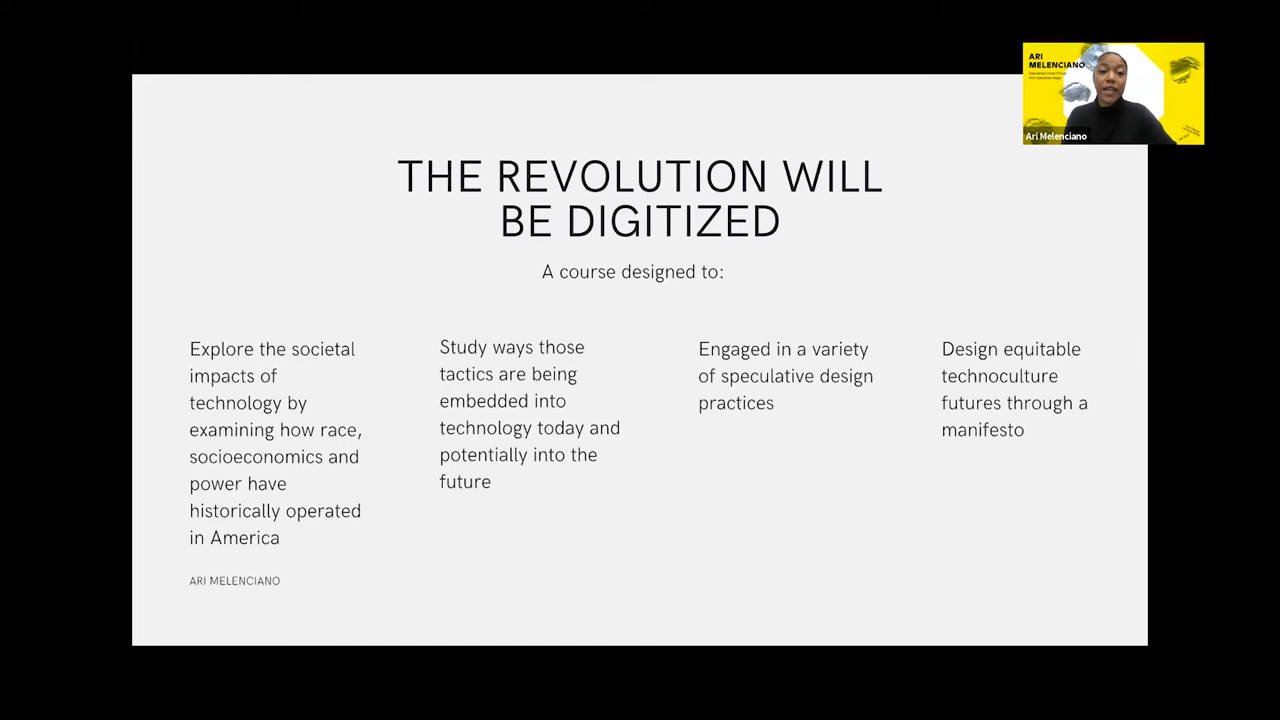 THE REVOLUTION WILL
BE DIGITIZED
A course designed to:
Explore the societal
impacts of
technology by
examining how race,
socioeconomics and
power have
historically operated
in America
Study ways those
tactics are being
embedded into
technology today and
potentially into the
future
Engaged in a variety
of speculative design
practices
Design equitable
technoculture
futures through a
manifesto
ARI MELENCIANO
ARI
MELENCIANO
Ari Melenciano